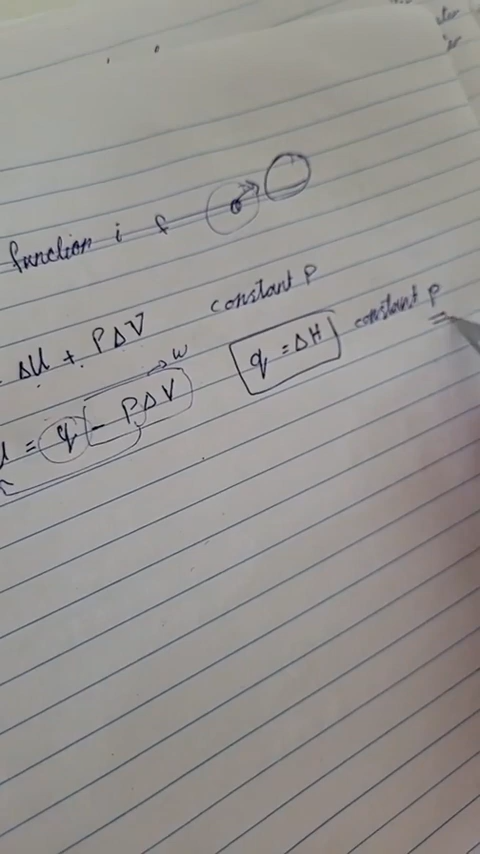 function i f
ΔU + PΔV constant P
= q - PΔV → w q = ΔH constant P